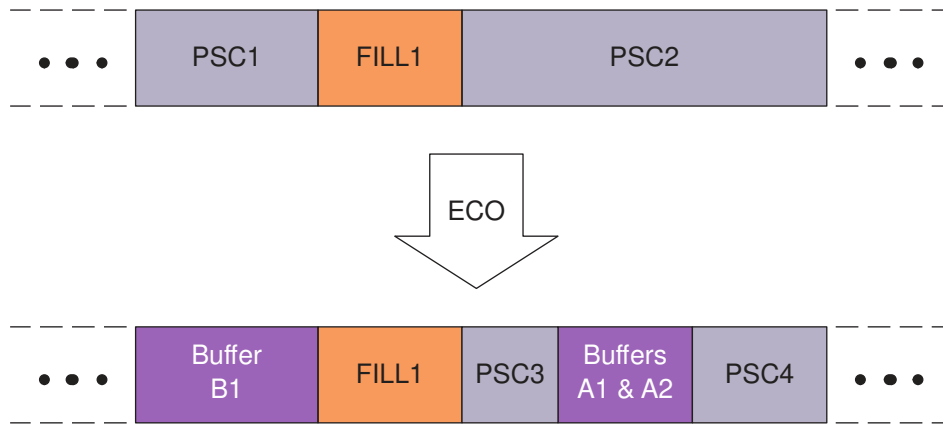 PSC1 FILL1 PSC2
ECO
Buffer
B1
FILL1
PSC3
Buffers
A1 & A2
PSC4